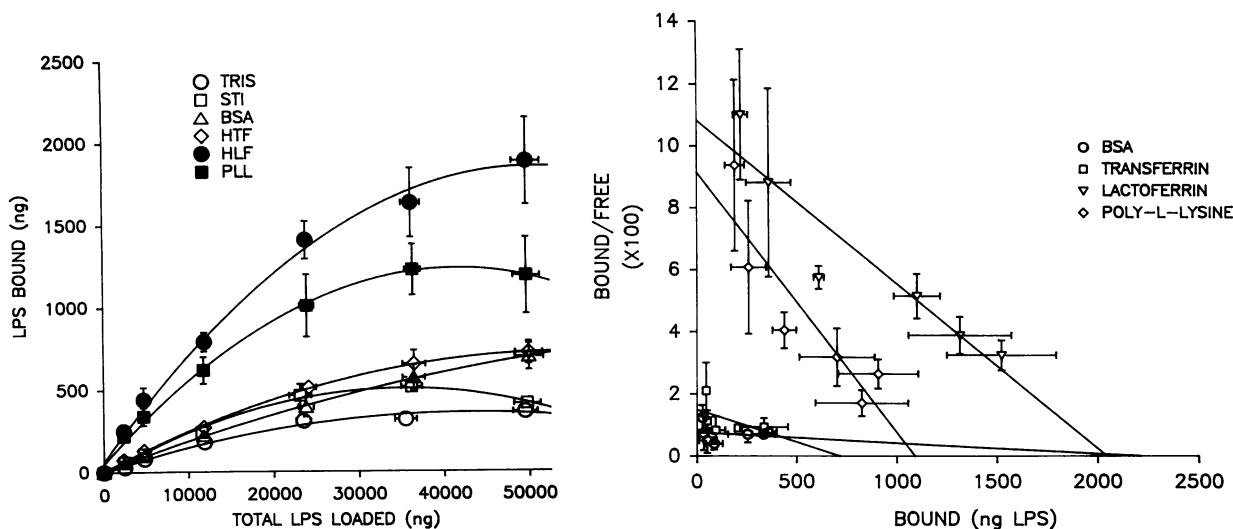 2500
2000
1500
1000
500
0
LPS BOUND (ng)
TRIS
STI
BSA
HTF
HLF
PLL
0 10000 20000 30000 40000 50000
TOTAL LPS LOADED (ng)
14
12
10
8
6
4
2
0
BOUND/FREE
(X100)
BSA
TRANSFERRIN
LACTOFERRIN
POLY-L-LYSINE
0 500 1000 1500 2000 2500
BOUND (ng LPS)